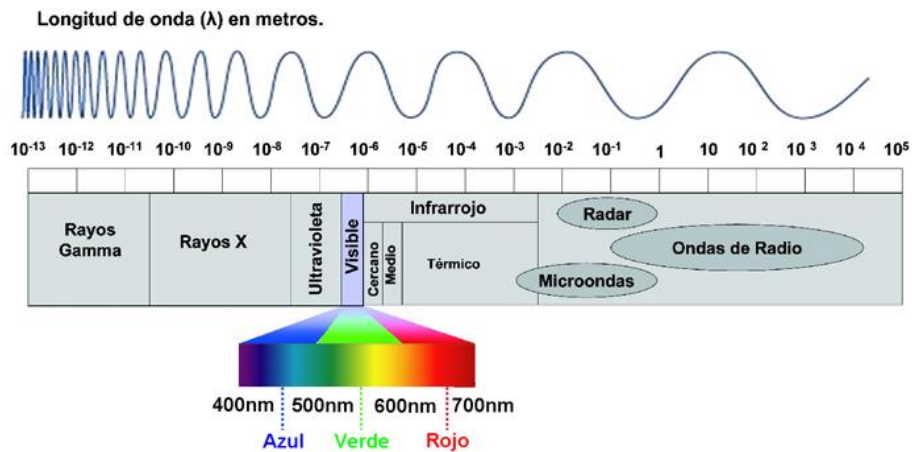 Longitud de onda (λ) en metros.
10-13 10-12 10-11 10-10 10-9 10-8 10-7 10-6 10-5 10-4 10-3 10-2 10-1 1 10 10 2 10 3 10 4 10 5
Rayos Gamma
Rayos X
Ultravioleta
Visible
Infrarrojo
Cercano
Medio
Térmico
Radar
Ondas de Radio
Microondas
400nm 500nm 600nm 700nm
Azul Verde Rojo